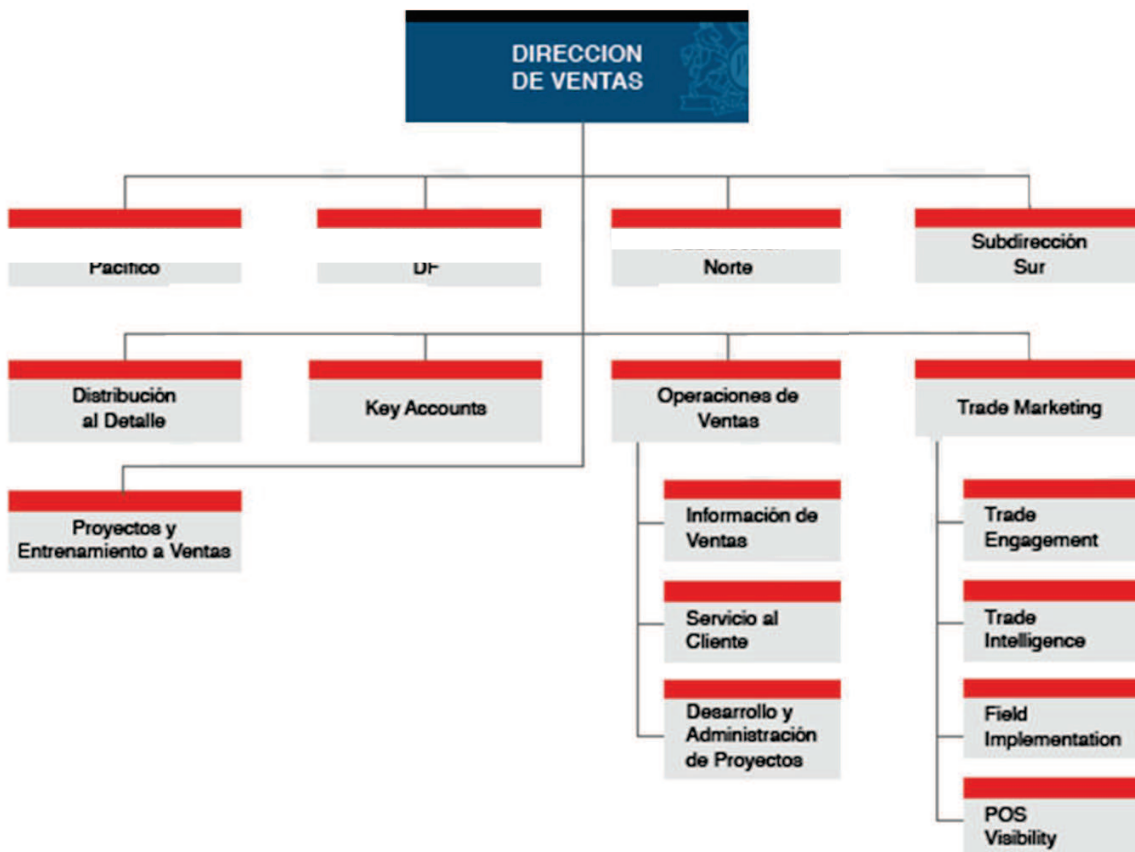 DIRECCION
DE VENTAS
Subdirección
Sur
Pacífico
DF
Norte
Distribución
al Detalle
Key Accounts
Operaciones de
Ventas
Trade Marketing
Proyectos y
Entrenamiento a Ventas
Información de
Ventas
Trade
Engagement
Servicio al
Cliente
Trade
Intelligence
Desarrollo y
Administración
de Proyectos
Field
Implementation
POS
Visibility